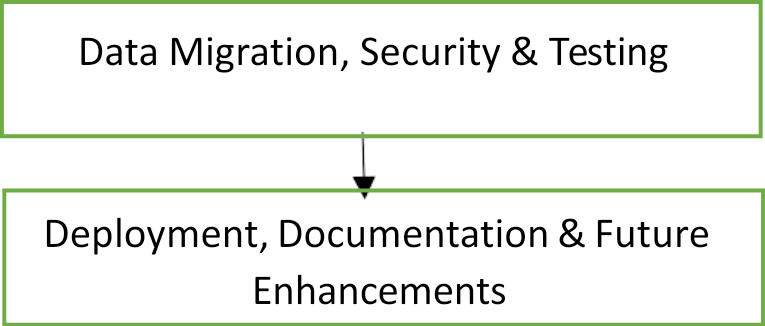 Data Migration, Security & Testing
Deployment, Documentation & Future
Enhancements